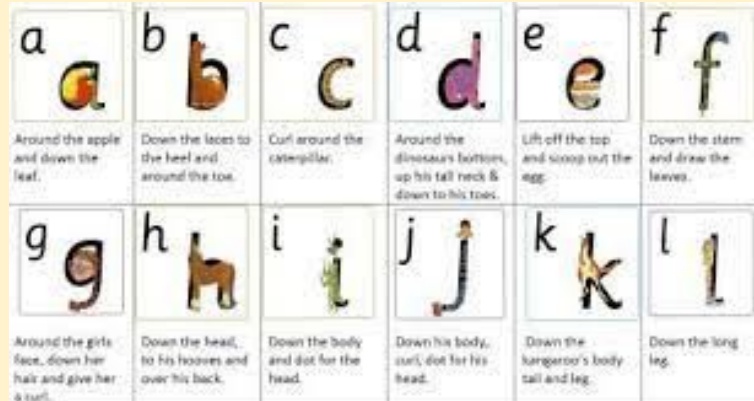 a
b
c
d
e
f
Around the apple
and down the
leaf.
Down the laces to
the heel and
around the toe.
Curl around the
caterpillar.
Around the
dinosaurs bottom,
up his tall neck &
down to his toes.
Lift off the top
and scoop out the
egg.
Down the stem
and draw the
leaves.
g
h
i
j
k
l
Around the girls
face, down her
hair and give her
a curl.
Down the head,
to his hooves and
over his back.
Down the body
and dot for the
head.
Down his body,
curl, dot for his
head.
Down the
kangaroo's body
tail and leg.
Down the long
leg.